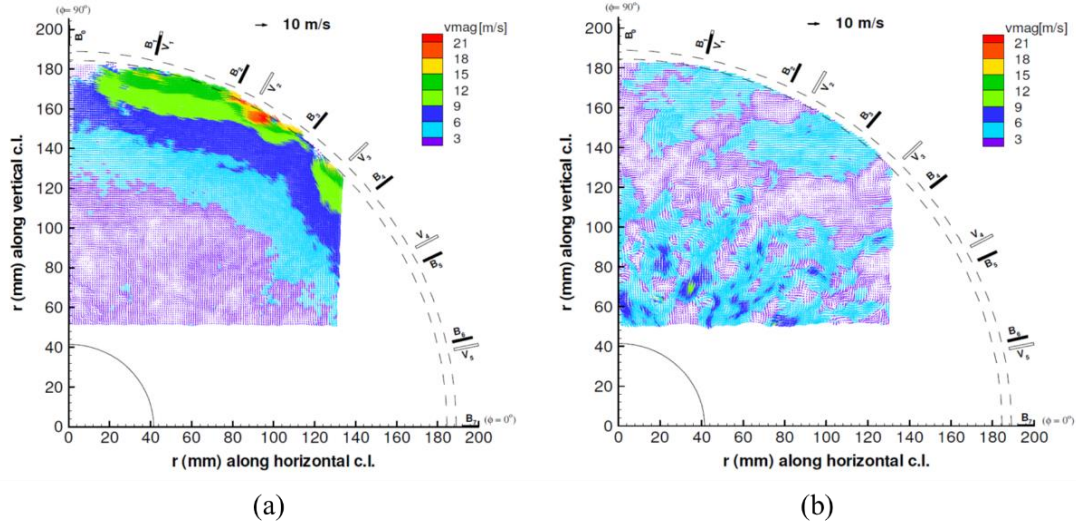 (ϕ= 90°)
10 m/s
vmag[m/s]
21
18
15
12
9
6
3
B₀
B₁
V₁
B₂
V₂
B₃
V₃
B₄
V₄
B₅
B₆
V₅
B₇
(ϕ = 0°)
r (mm) along vertical c.l.
200
180
160
140
120
100
80
60
40
20
0
0 20 40 60 80 100 120 140 160 180 200
r (mm) along horizontal c.l.
(a)
(ϕ= 90°)
10 m/s
vmag[m/s]
21
18
15
12
9
6
3
B₀
B₁
V₁
B₂
V₂
B₃
V₃
B₄
V₄
B₅
B₆
V₅
B₇
(ϕ = 0°)
r (mm) along vertical c.l.
200
180
160
140
120
100
80
60
40
20
0
0 20 40 60 80 100 120 140 160 180 200
r (mm) along horizontal c.l.
(b)